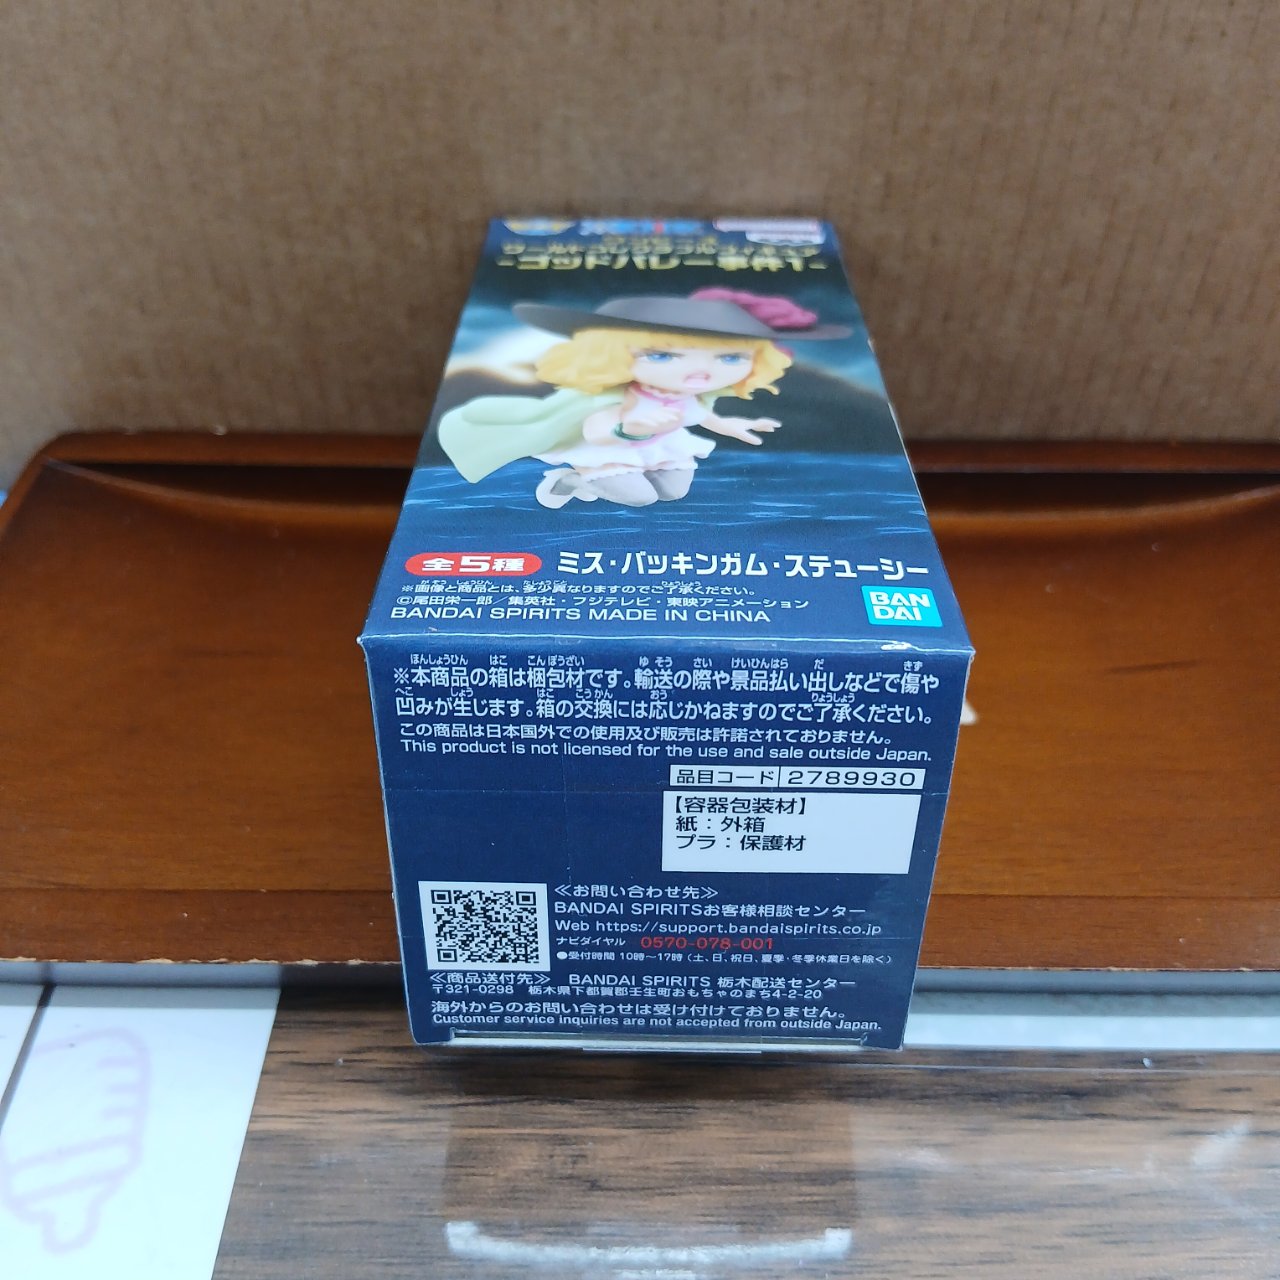 ワールドコレクタブルフィギュア
-ゴッドバレー事件1-
全5種
ミス・バッキンガム・ステューシー
※画像と商品とは、多少異なりますのでご了承ください。
©尾田栄一郎/集英社・フジテレビ・東映アニメーション
BANDAI SPIRITS MADE IN CHINA
BAN
DAI
※本商品の箱は梱包材です。輸送の際や景品払い出しなどで傷や
凹みが生じます。箱の交換には応じかねますのでご了承ください。
この商品は日本国外での使用及び販売は許諾されておりません。
This product is not licensed for the use and sale outside Japan.
品目コード 2789930
【容器包装材】
紙:外箱
プラ:保護材
≪お問い合わせ先≫
BANDAI SPIRITSお客様相談センター
Web https://support.bandaispirits.co.jp
ナビダイヤル 0570-078-001
●受付時間 10時~17時(土、日、祝日、夏季・冬季休業日を除く)
≪商品送付先≫ BANDAI SPIRITS 栃木配送センター
〒321-0298 栃木県下都賀郡壬生町おもちゃのまち4-2-20
海外からのお問い合わせは受け付けておりません。
Customer service inquiries are not accepted from outside Japan.